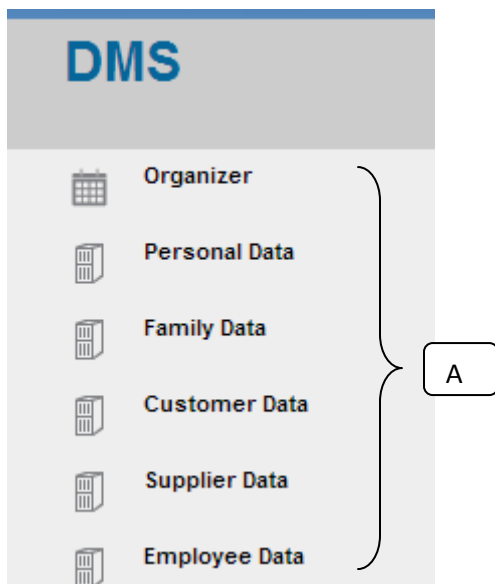 DMS
Organizer
Personal Data
Family Data
A
Customer Data
Supplier Data
Employee Data